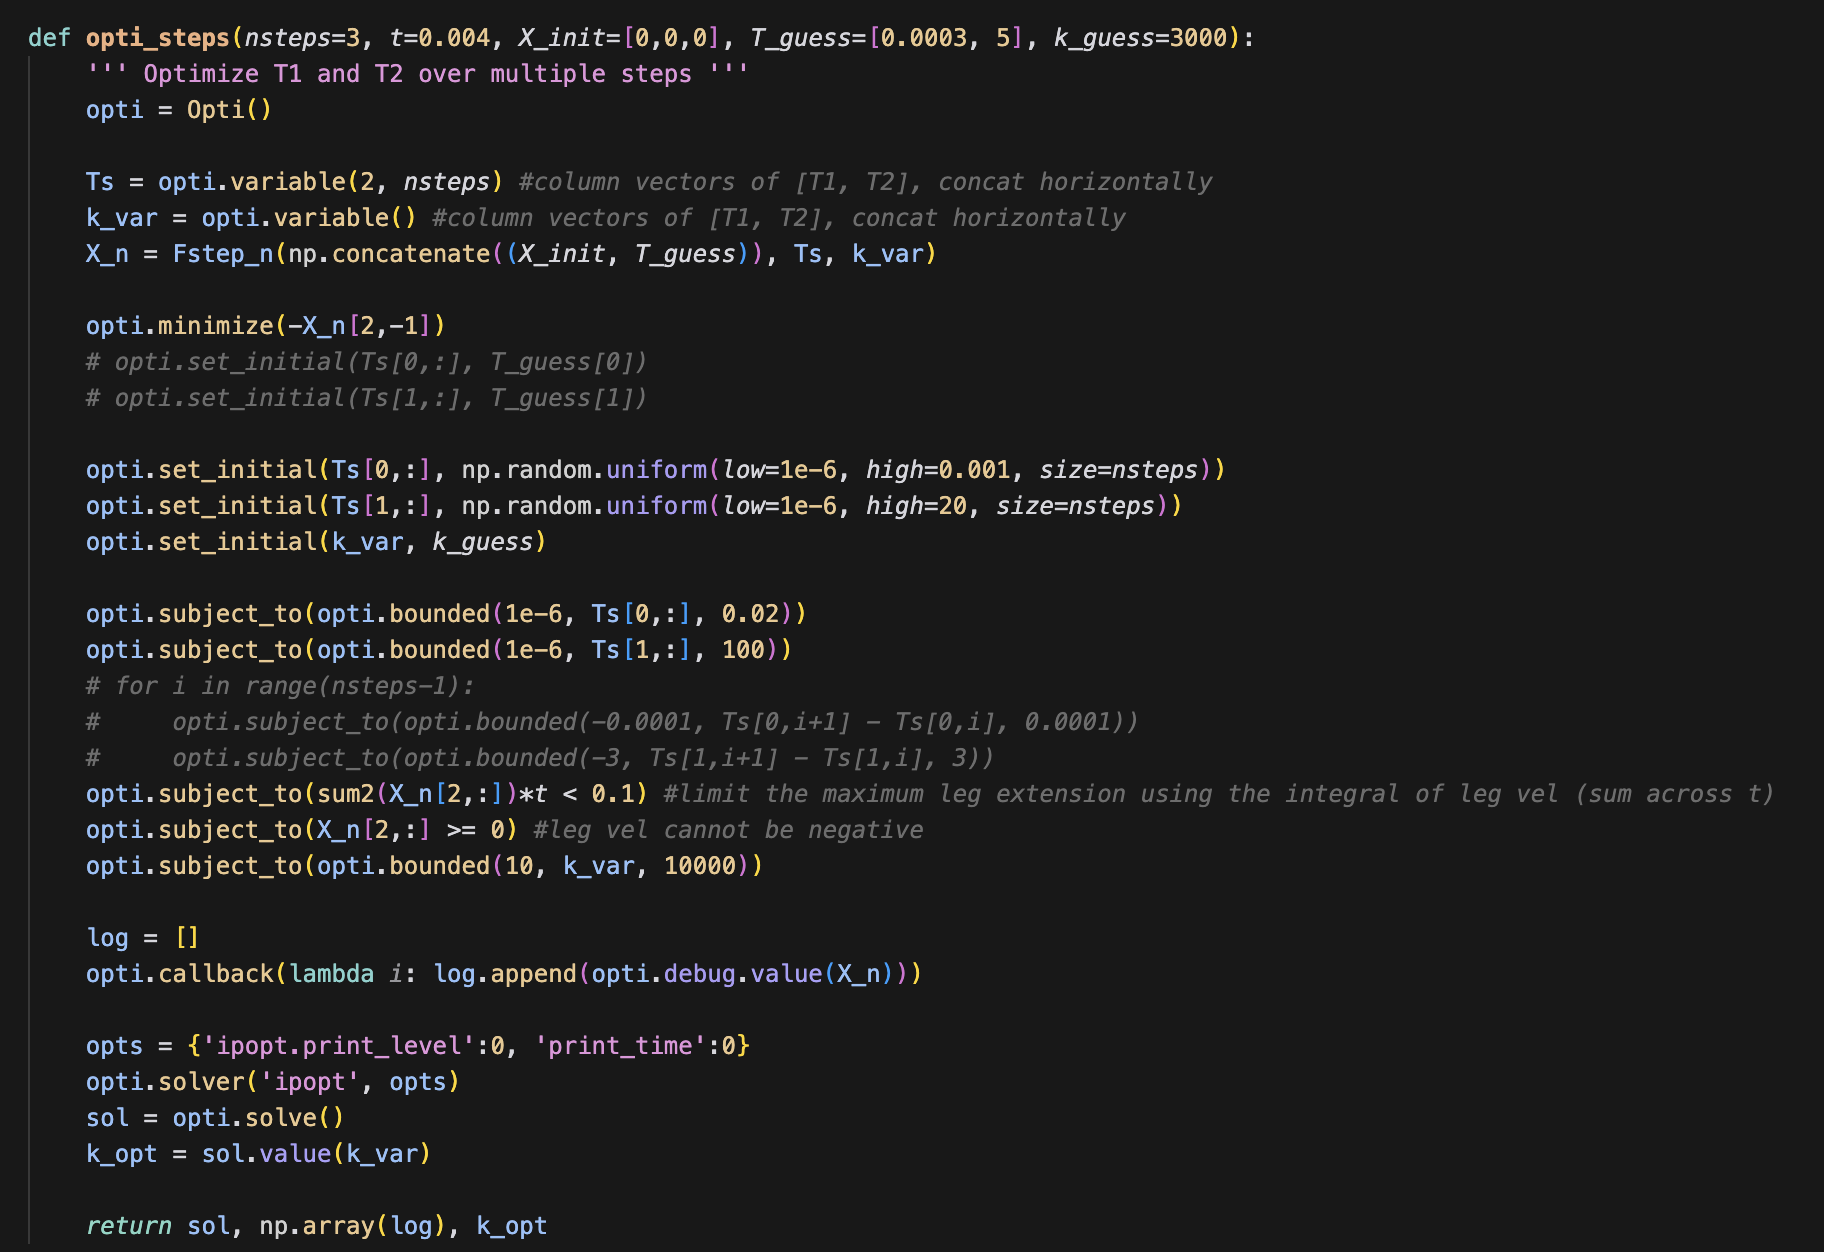 def opti_steps(nsteps=3, t=0.004, X_init=[0,0,0], T_guess=[0.0003, 5], k_guess=3000):
    ''' Optimize T1 and T2 over multiple steps '''
    opti = Opti()

    Ts = opti.variable(2, nsteps) #column vectors of [T1, T2], concat horizontally
    k_var = opti.variable() #column vectors of [T1, T2], concat horizontally
    X_n = Fstep_n(np.concatenate((X_init, T_guess)), Ts, k_var)

    opti.minimize(-X_n[2,-1])
    # opti.set_initial(Ts[0,:], T_guess[0])
    # opti.set_initial(Ts[1,:], T_guess[1])

    opti.set_initial(Ts[0,:], np.random.uniform(low=1e-6, high=0.001, size=nsteps))
    opti.set_initial(Ts[1,:], np.random.uniform(low=1e-6, high=20, size=nsteps))
    opti.set_initial(k_var, k_guess)

    opti.subject_to(opti.bounded(1e-6, Ts[0,:], 0.02))
    opti.subject_to(opti.bounded(1e-6, Ts[1,:], 100))
    # for i in range(nsteps-1):
    #     opti.subject_to(opti.bounded(-0.0001, Ts[0,i+1] - Ts[0,i], 0.0001))
    #     opti.subject_to(opti.bounded(-3, Ts[1,i+1] - Ts[1,i], 3))
    opti.subject_to(sum2(X_n[2,:])*t < 0.1) #limit the maximum leg extension using the integral of leg vel (sum across t)
    opti.subject_to(X_n[2,:] >= 0) #leg vel cannot be negative
    opti.subject_to(opti.bounded(10, k_var, 10000))

    log = []
    opti.callback(lambda i: log.append(opti.debug.value(X_n)))

    opts = {'ipopt.print_level':0, 'print_time':0}
    opti.solver('ipopt', opts)
    sol = opti.solve()
    k_opt = sol.value(k_var)

    return sol, np.array(log), k_opt